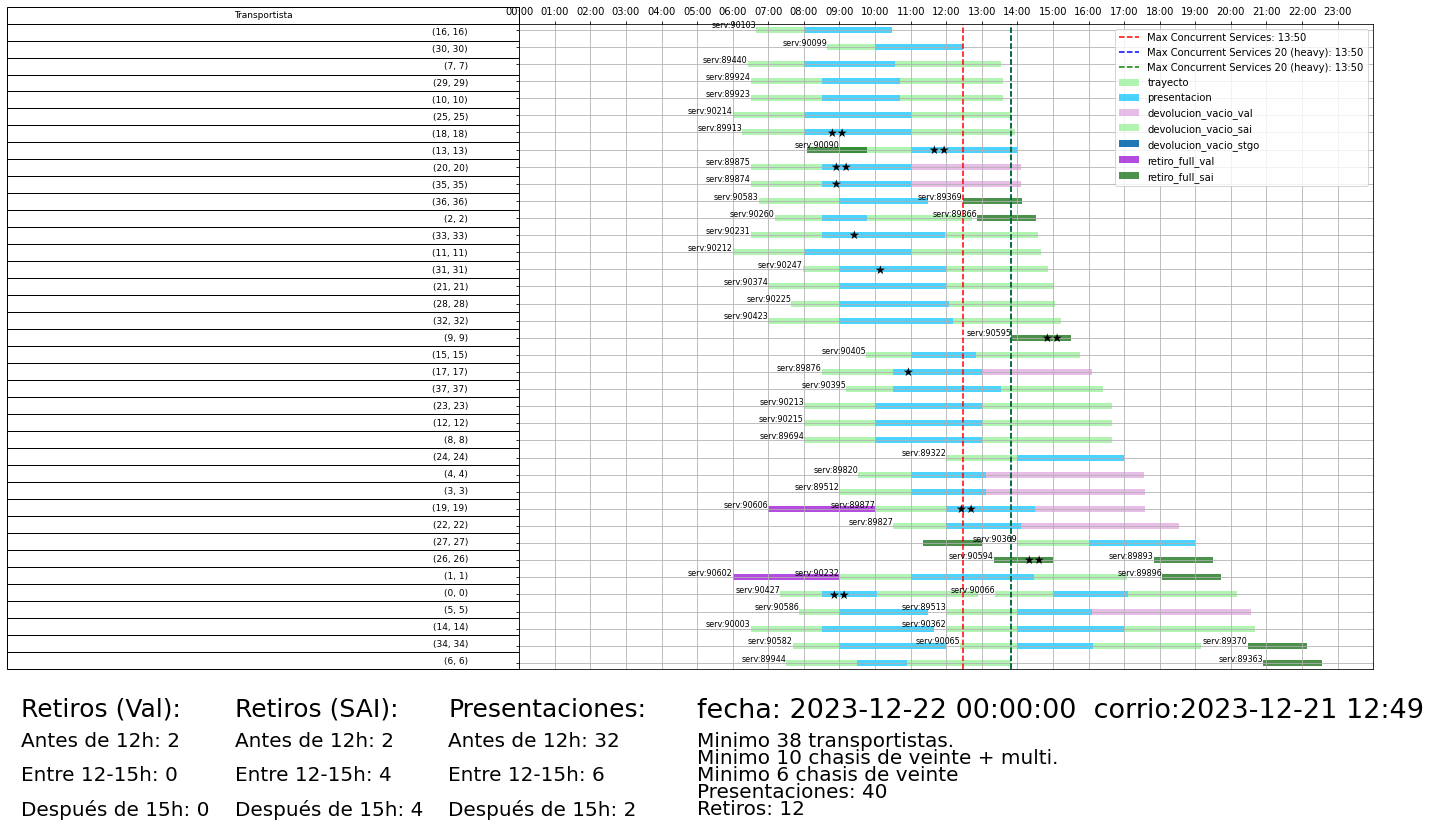 Transportista
00:00 01:00 02:00 03:00 04:00 05:00 06:00 07:00 08:00 09:00 10:00 11:00 12:00 13:00 14:00 15:00 16:00 17:00 18:00 19:00 20:00 21:00 22:00 23:00
(16, 16) serv:90103
(30, 30) serv:90099
(7, 7) serv:89440
(29, 29) serv:89924
(10, 10) serv:89923
(25, 25) serv:90214
(18, 18) serv:89913
(13, 13) serv:90090
(20, 20) serv:89875
(35, 35) serv:89874
(36, 36) serv:90583 serv:89369
(2, 2) serv:90260 serv:89366
(33, 33) serv:90231
(11, 11) serv:90212
(31, 31) serv:90247
(21, 21) serv:90374
(28, 28) serv:90225
(32, 32) serv:90423
(9, 9) serv:90595
(15, 15) serv:90405
(17, 17) serv:89876
(37, 37) serv:90395
(23, 23) serv:90213
(12, 12) serv:90215
(8, 8) serv:89694
(24, 24) serv:89322
(4, 4) serv:89820
(3, 3) serv:89512
(19, 19) serv:90606 serv:89877
(22, 22) serv:89827
(27, 27) serv:90369
(26, 26) serv:90594 serv:89893
(1, 1) serv:90602 serv:90232 serv:89896
(0, 0) serv:90427 serv:90066
(5, 5) serv:90586 serv:89513
(14, 14) serv:90003 serv:90362
(34, 34) serv:90582 serv:90065 serv:89370
(6, 6) serv:89944 serv:89363
Max Concurrent Services: 13:50
Max Concurrent Services 20 (heavy): 13:50
Max Concurrent Services 20 (heavy): 13:50
trayecto
presentacion
devolucion_vacio_val
devolucion_vacio_sai
devolucion_vacio_stgo
retiro_full_val
retiro_full_sai
Retiros (Val):
Antes de 12h: 2
Entre 12-15h: 0
Después de 15h: 0
Retiros (SAI):
Antes de 12h: 2
Entre 12-15h: 4
Después de 15h: 4
Presentaciones:
Antes de 12h: 32
Entre 12-15h: 6
Después de 15h: 2
fecha: 2023-12-22 00:00:00 corrio:2023-12-21 12:49
Minimo 38 transportistas.
Minimo 10 chasis de veinte + multi.
Minimo 6 chasis de veinte
Presentaciones: 40
Retiros: 12